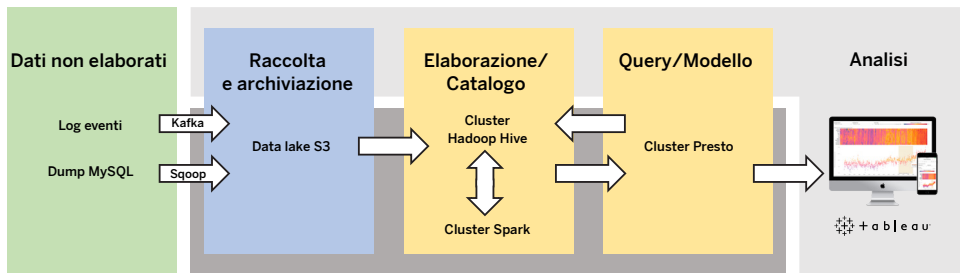 Dati non elaborati
Log eventi
Dump MySQL
Kafka
Sqoop
Raccolta
e archiviazione
Data lake S3
Elaborazione/
Catalogo
Cluster
Hadoop Hive
Cluster Spark
Query/Modello
Cluster Presto
Analisi
+ableau